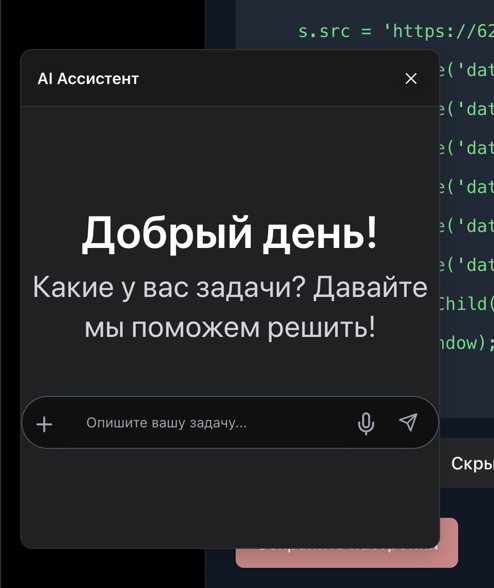 s.src = 'https://62
AI Ассистент
e('dat
e('dat
e('dat
e('dat
e('dat
e('dat
Child(
ndow);
Добрый день!
Какие у вас задачи? Давайте
мы поможем решить!
Опишите вашу задачу...
Скры